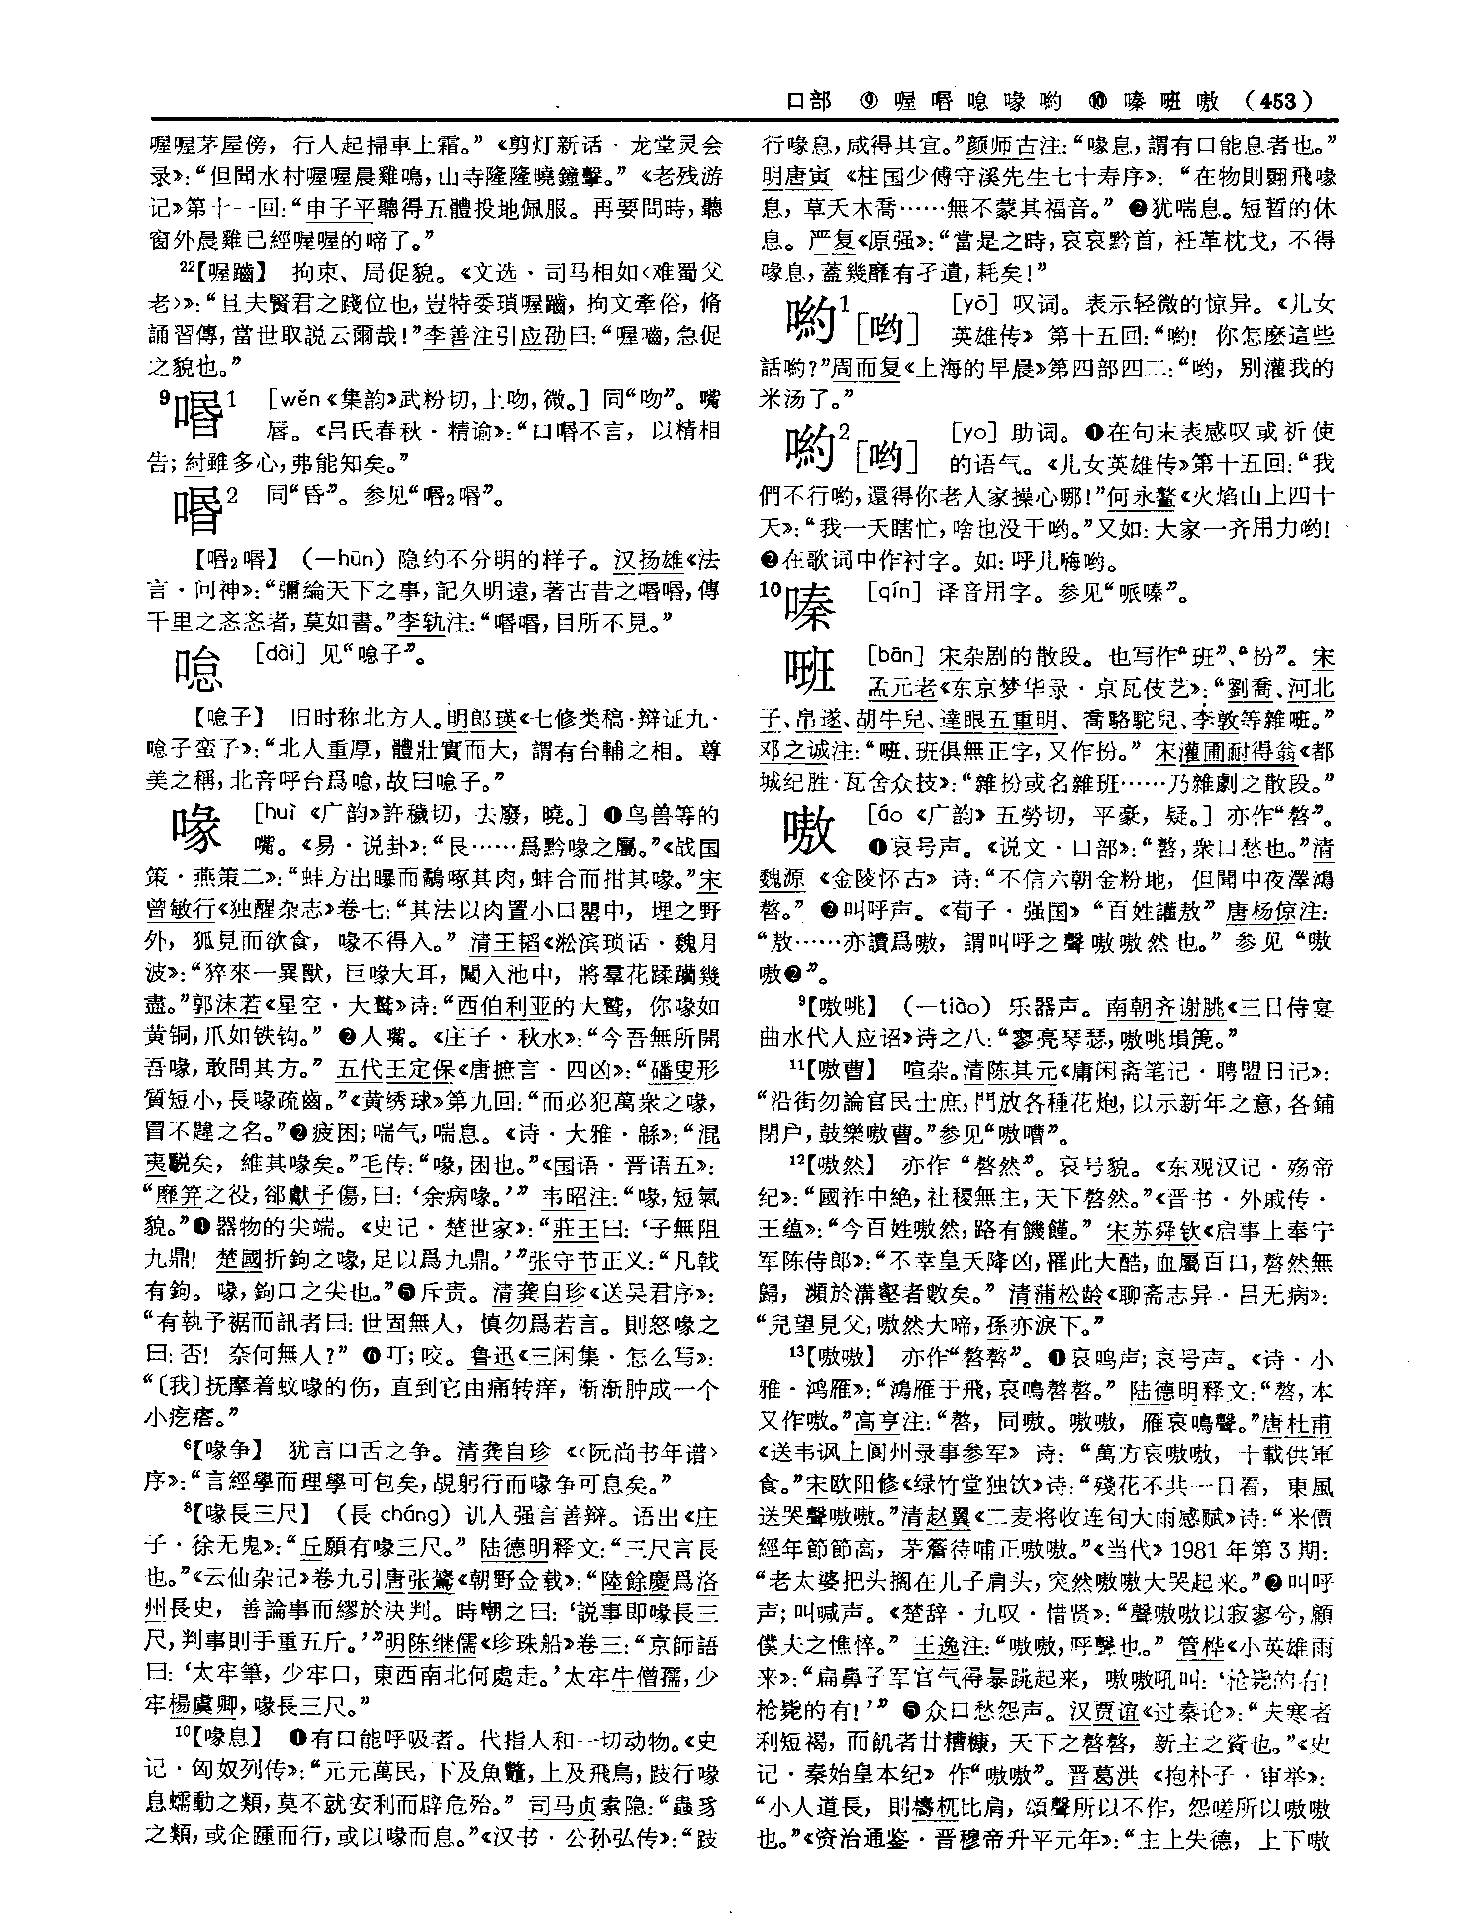 口部 ⑨ 喔 㗃 噫 喙 喲 ⑩ 嗪 㖠 嗷 （453）
喔喔茅屋傍，行人起掃車上霜。”《剪灯新话·龙堂灵会
录》：“但聞水村喔喔晨雞鳴，山寺隆隆曉鐘聲。”《老残游
记》第十一回：“申子平聽得五體投地佩服。再要問時，聽
窗外晨雞已經喔喔的啼了。”
²²【喔齱】 拘束、局促貌。《文选·司马相如〈难蜀父
老〉》：“且夫賢君之踐位也，豈特委瑣喔齱，拘文牽俗，脩
誦習傳，當世取説云爾哉！”李善注引应劭曰：“喔齱，急促
之貌也。”
⁹㗃¹ ［wěn《集韵》武粉切，上吻，微。］同“吻”。嘴
唇。《吕氏春秋·精谕》：“口㗃不言，以精相
告；紂雖多心，弗能知矣。”
㗃² 同“昏”。参见“㗃₂㗃”。
【㗃₂㗃】（—hūn）隐约不分明的样子。汉扬雄《法
言·问神》：“彌綸天下之事，記久明遠，著古昔之㗃㗃，傳
千里之忞忞者，莫如書。”李轨注：“㗃㗃，目所不見。”
［dāi］见“子”。
【子】 旧时称北方人。明郎瑛《七修类稿·辩证九·
子蛮了》：“北人重厚，體壯實而大，謂有台輔之相。尊
美之稱，北音呼台爲，故曰子。”
喙 ［huì《广韵》許穢切，去廢，曉。］❶鸟兽等的
嘴。《易·说卦》：“艮……爲黔喙之屬。”《战国
策·燕策二》：“蚌方出曝而鷸啄其肉，蚌合而拑其喙。”宋
曾敏行《独醒杂志》卷七：“其法以肉置小口罌中，埋之野
外，狐見而欲食，喙不得入。”清王韬《淞滨琐话·魏月
波》：“猝來一異獸，巨喙大耳，闖入池中，將羣花蹂躪幾
盡。”郭沫若《星空·大鹫》诗：“西伯利亚的大鹫，你喙如
黄铜，爪如铁钩。”❷人嘴。《庄子·秋水》：“今吾無所開
吾喙，敢問其方。”五代王定保《唐摭言·四凶》：“磻叟形
質短小，長喙疏齒。”《黄绣球》第九回：“而必犯萬衆之喙，
冒不韙之名。”❸疲困；喘气，喘息。《诗·大雅·緜》：“混
夷駾矣，維其喙矣。”毛传：“喙，困也。”《国语·晋语五》：
“靡笄之役，郤獻子傷，曰：‘余病喙。’”韦昭注：“喙，短氣
貌。”❹器物的尖端。《史记·楚世家》：“莊王曰：‘子無阻
九鼎！楚國折鉤之喙，足以爲九鼎。’”张守节正义：“凡戟
有鉤。喙，鉤口之尖也。”❺斥责。清龚自珍《送吴君序》：
“有執予裾而訊者曰：世固無人，慎勿爲若言。則怒喙之
曰：否！奈何無人？”❻叮；咬。鲁迅《三闲集·怎么写》：
“〔我〕抚摩着蚊喙的伤，直到它由痛转痒，渐渐肿成一个
小疙瘩。”
⁶【喙争】 犹言口舌之争。清龚自珍《〈阮尚书年谱〉
序》：“言經學而理學可包矣，覘躬行而喙争可息矣。”
⁸【喙長三尺】（長 cháng）讥人强言善辩。语出《庄
子·徐无鬼》：“丘願有喙三尺。”陆德明释文：“三尺言長
也。”《云仙杂记》卷九引唐张鷟《朝野佥载》：“陸餘慶爲洛
州長史，善論事而繆於決判。時嘲之曰：‘説事即喙長三
尺，判事則手重五斤。’”明陈继儒《珍珠船》卷三：“京師語
曰：‘太牢筆，少牢口，東西南北何處走。’太牢牛僧孺，少
牢楊虞卿，喙長三尺。”
¹⁰【喙息】 ❶有口能呼吸者。代指人和一切动物。《史
记·匈奴列传》：“元元萬民，下及魚鼈，上及飛鳥，跂行喙
息蠕動之類，莫不就安利而辟危殆。”司马贞索隐：“蟲豸
之類，或企踵而行，或以喙而息。”《汉书·公孙弘传》：“跂
行喙息，咸得其宜。”颜师古注：“喙息，謂有口能息者也。”
明唐寅《柱国少傅守溪先生七十寿序》：“在物則翾飛喙
息，草夭木喬……無不蒙其福音。”❷犹喘息。短暂的休
息。严复《原强》：“當是之時，哀哀黔首，衽革枕戈，不得
喙息，蓋幾靡有孑遺，耗矣！”
喲¹［哟］ ［yō］叹词。表示轻微的惊异。《儿女
英雄传》第十五回：“喲！你怎麽這些
話喲？”周而复《上海的早晨》第四部四二：“哟，别灌我的
米汤了。”
喲²［哟］ ［yo］助词。❶在句末表感叹或祈使
的语气。《儿女英雄传》第十五回：“我
們不行喲，還得你老人家操心哪！”何永鳌《火焰山上四十
天》：“我一天瞎忙，啥也没干哟。”又如：大家一齐用力哟！
❷在歌词中作衬字。如：呼儿嗨哟。
¹⁰嗪 ［qín］译音用字。参见“哌嗪”。
㖠 ［bān］宋杂剧的散段。也写作“班”、“扮”。宋
孟元老《东京梦华录·京瓦伎艺》：“劉喬、河北
子、帛遂、胡牛兒、達眼五重明、喬駱駝兒、李敦等雜㖠。”
邓之诚注：“㖠、班俱無正字，又作扮。”宋灌圃耐得翁《都
城纪胜·瓦舍众技》：“雜扮或名雜班……乃雜劇之散段。”
嗷 ［áo《广韵》五勞切，平豪，疑。］亦作“嗸”。
❶哀号声。《说文·口部》：“嗸，衆口愁也。”清
魏源《金陵怀古》诗：“不信六朝金粉地，但聞中夜澤鴻
嗸。”❷叫呼声。《荀子·强国》“百姓讙敖”唐杨倞注：
“敖……亦讀爲嗷，謂叫呼之聲嗷嗷然也。”参见“嗷
嗷❷”。
⁹【嗷咷】（—tiào）乐器声。南朝齐谢朓《三日侍宴
曲水代人应诏》诗之八：“寥亮琴瑟，嗷咷塤篪。”
¹¹【嗷曹】 喧杂。清陈其元《庸闲斋笔记·聘盟日记》：
“沿街勿論官民士庶，鬥放各種花炮，以示新年之意，各鋪
閉户，鼓樂嗷曹。”参见“嗷嘈”。
¹²【嗷然】 亦作“嗸然”。哀号貌。《东观汉记·殇帝
纪》：“國祚中絶，社稷無主，天下嗸然。”《晋书·外戚传·
王蕴》：“今百姓嗷然，路有饑饉。”宋苏舜钦《启事上奉宁
军陈侍郎》：“不幸皇天降凶，罹此大酷，血屬百口，嗸然無
歸，瀕於溝壑者數矣。”清蒲松龄《聊斋志异·吕无病》：
“兒望見父，嗷然大啼，孫亦淚下。”
¹³【嗷嗷】 亦作“嗸嗸”。❶哀鸣声；哀号声。《诗·小
雅·鸿雁》：“鴻雁于飛，哀鳴嗸嗸。”陆德明释文：“嗸，本
又作嗷。”高亨注：“嗸，同嗷。嗷嗷，雁哀鳴聲。”唐杜甫
《送韦讽上阆州录事参军》诗：“萬方哀嗷嗷，十載供軍
食。”宋欧阳修《绿竹堂独饮》诗：“殘花不共一日看，東風
送哭聲嗷嗷。”清赵翼《二麦将收连旬大雨感赋》诗：“米價
經年節節高，茅簷待哺正嗷嗷。”《当代》1981年第3期：
“老太婆把头搁在儿子肩头，突然嗷嗷大哭起来。”❷叫呼
声；叫喊声。《楚辞·九叹·惜贤》：“聲嗷嗷以寂寥兮，顧
僕夫之憔悴。”王逸注：“嗷嗷，呼聲也。”管桦《小英雄雨
来》：“扁鼻子军官气得暴跳起来，嗷嗷吼叫：‘枪毙的有！
枪毙的有！’”❸众口愁怨声。汉贾谊《过秦论》：“夫寒者
利短褐，而飢者甘糟糠，天下之嗸嗸，新主之資也。”《史
记·秦始皇本纪》作“嗷嗷”。晋葛洪《抱朴子·审举》：
“小人道長，則檮杌比肩，頌聲所以不作，怨嗟所以嗷嗷
也。”《资治通鉴·晋穆帝升平元年》：“主上失德，上下嗷